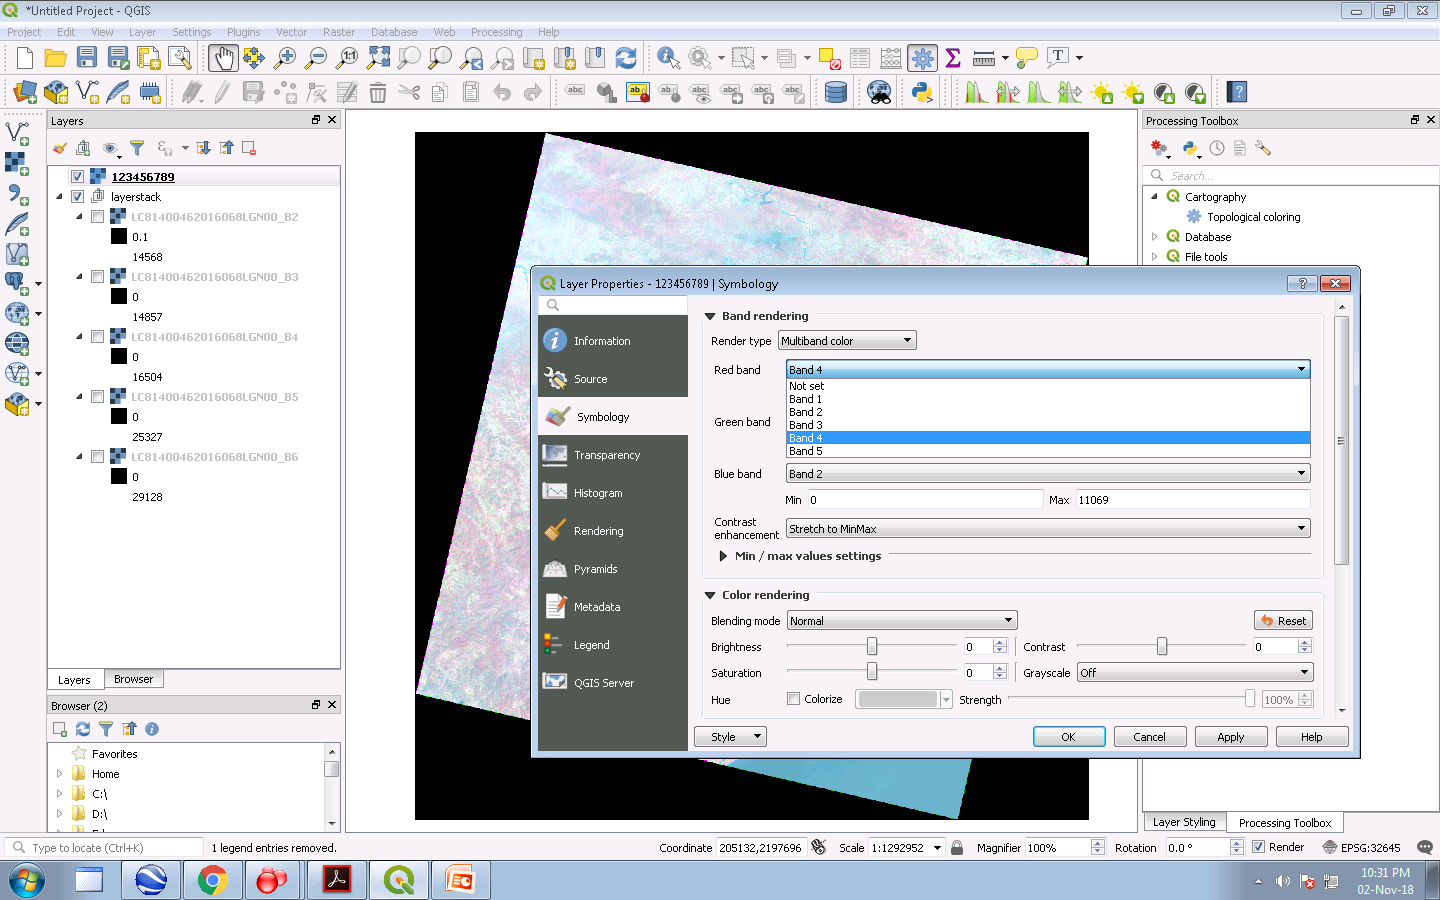 *Untitled Project - QGIS
Project Edit View Layer Settings Plugins Vector Raster Database Web Processing Help
Layers
123456789
layerstack
LC81400462016068LGN00_B2
0.1
14568
LC81400462016068LGN00_B3
0
14857
LC81400462016068LGN00_B4
0
16504
LC81400462016068LGN00_B5
0
25327
LC81400462016068LGN00_B6
0
29128
Layers Browser
Browser (2)
Favorites
Home
C:\
D:\
Processing Toolbox
Search...
Cartography
Topological coloring
Database
File tools
Layer Properties - 123456789 | Symbology
Information
Source
Symbology
Transparency
Histogram
Rendering
Pyramids
Metadata
Legend
QGIS Server
Band rendering
Render type Multiband color
Red band Band 4
Not set
Band 1
Band 2
Band 3
Band 4
Band 5
Green band
Blue band Band 2
Min 0 Max 11069
Contrast enhancement Stretch to MinMax
Min / max values settings
Color rendering
Blending mode Normal Reset
Brightness 0 Contrast 0
Saturation 0 Grayscale Off
Hue Colorize Strength 100%
Style OK Cancel Apply Help
Layer Styling Processing Toolbox
Type to locate (Ctrl+K) 1 legend entries removed. Coordinate 205132,2197696 Scale 1:1292952 Magnifier 100% Rotation 0.0 ° Render EPSG:32645
10:31 PM
02-Nov-18